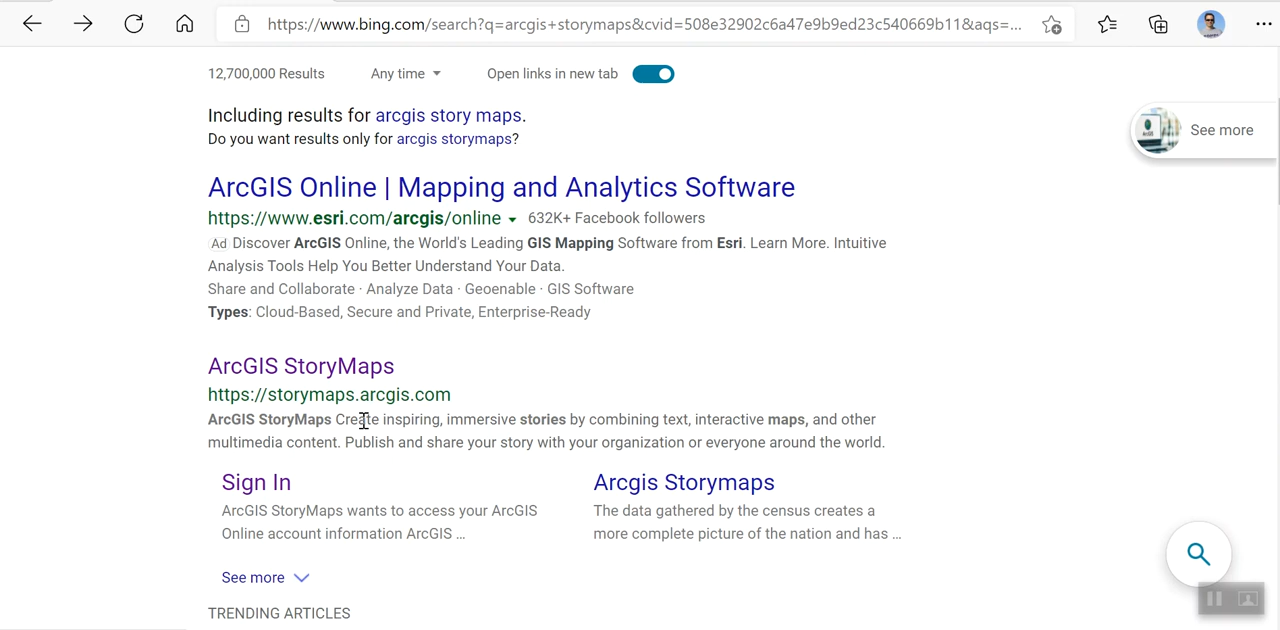 https://www.bing.com/search?q=arcgis+storymaps&cvid=508e32902c6a47e9b9ed23c540669b11&aqs=...
12,700,000 Results Any time Open links in new tab
Including results for arcgis story maps.
Do you want results only for arcgis storymaps?
See more
ArcGIS Online | Mapping and Analytics Software
https://www.esri.com/arcgis/online 632K+ Facebook followers
Ad Discover ArcGIS Online, the World's Leading GIS Mapping Software from Esri. Learn More. Intuitive
Analysis Tools Help You Better Understand Your Data.
Share and Collaborate · Analyze Data · Geoenable · GIS Software
Types: Cloud-Based, Secure and Private, Enterprise-Ready
ArcGIS StoryMaps
https://storymaps.arcgis.com
ArcGIS StoryMaps Create inspiring, immersive stories by combining text, interactive maps, and other
multimedia content. Publish and share your story with your organization or everyone around the world.
Sign In
ArcGIS StoryMaps wants to access your ArcGIS
Online account information ArcGIS ...
Arcgis Storymaps
The data gathered by the census creates a
more complete picture of the nation and has ...
See more
TRENDING ARTICLES